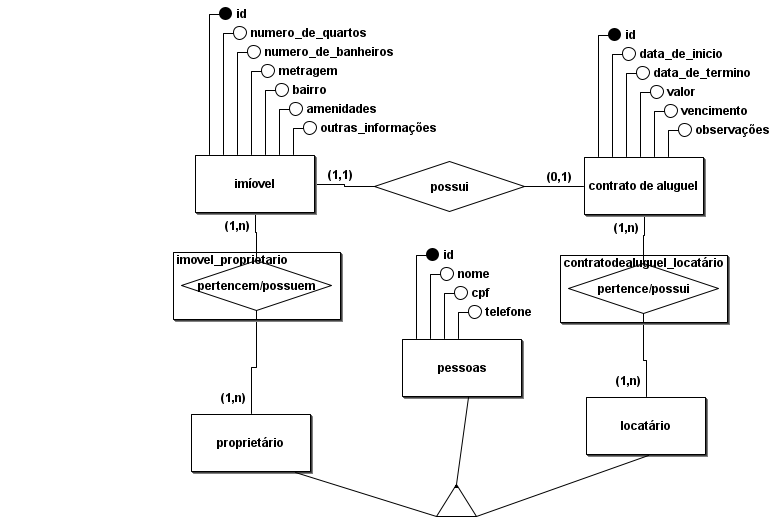 id
numero_de_quartos
numero_de_banheiros
metragem
bairro
amenidades
outras_informações
id
data_de_inicio
data_de_termino
valor
vencimento
observações
imíovel
(1,1)
possui
(0,1)
contrato de aluguel
(1,n)
(1,n)
imovel_proprietario
pertencem/possuem
id
nome
cpf
telefone
contratodealuguel_locatário
pertence/possui
pessoas
(1,n)
(1,n)
proprietário
locatário